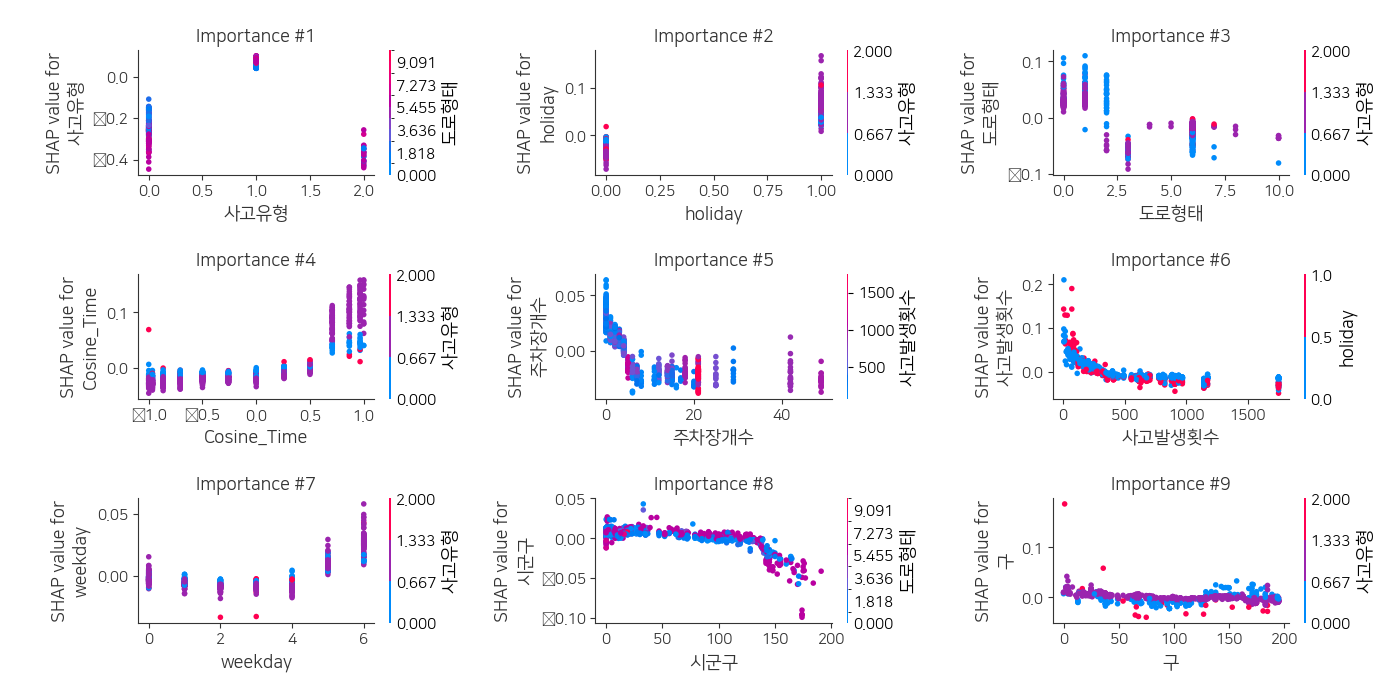 Importance #1
SHAP value for
사고유형
0.0
0.2
0.4
0.0
0.5
1.0
1.5
2.0
사고유형
9.091
7.273
5.455
3.636
1.818
0.000
도로형태
Importance #2
SHAP value for
holiday
0.1
0.0
0.00
0.25
0.50
0.75
1.00
holiday
2.000
1.333
0.667
0.000
사고유형
Importance #3
SHAP value for
도로형태
0.1
0.0
0.1
0.0
2.5
5.0
7.5
10.0
도로형태
2.000
1.333
0.667
0.000
사고유형
Importance #4
SHAP value for
Cosine_Time
0.1
0.0
1.0
0.5
0.0
0.5
1.0
Cosine_Time
2.000
1.333
0.667
0.000
사고유형
Importance #5
SHAP value for
주차장개수
0.05
0.00
0
20
40
주차장개수
1500
1000
500
사고발생횟수
Importance #6
SHAP value for
사고발생횟수
0.2
0.1
0.0
0
500
1000
1500
사고발생횟수
1.0
0.5
0.0
holiday
Importance #7
SHAP value for
weekday
0.05
0.00
0
2
4
6
weekday
2.000
1.333
0.667
0.000
사고유형
Importance #8
SHAP value for
시군구
0.05
0.00
0.05
0.10
0
50
100
150
200
시군구
9.091
7.273
5.455
3.636
1.818
0.000
도로형태
Importance #9
SHAP value for
구
0.1
0.0
0
50
100
150
200
구
2.000
1.333
0.667
0.000
사고유형